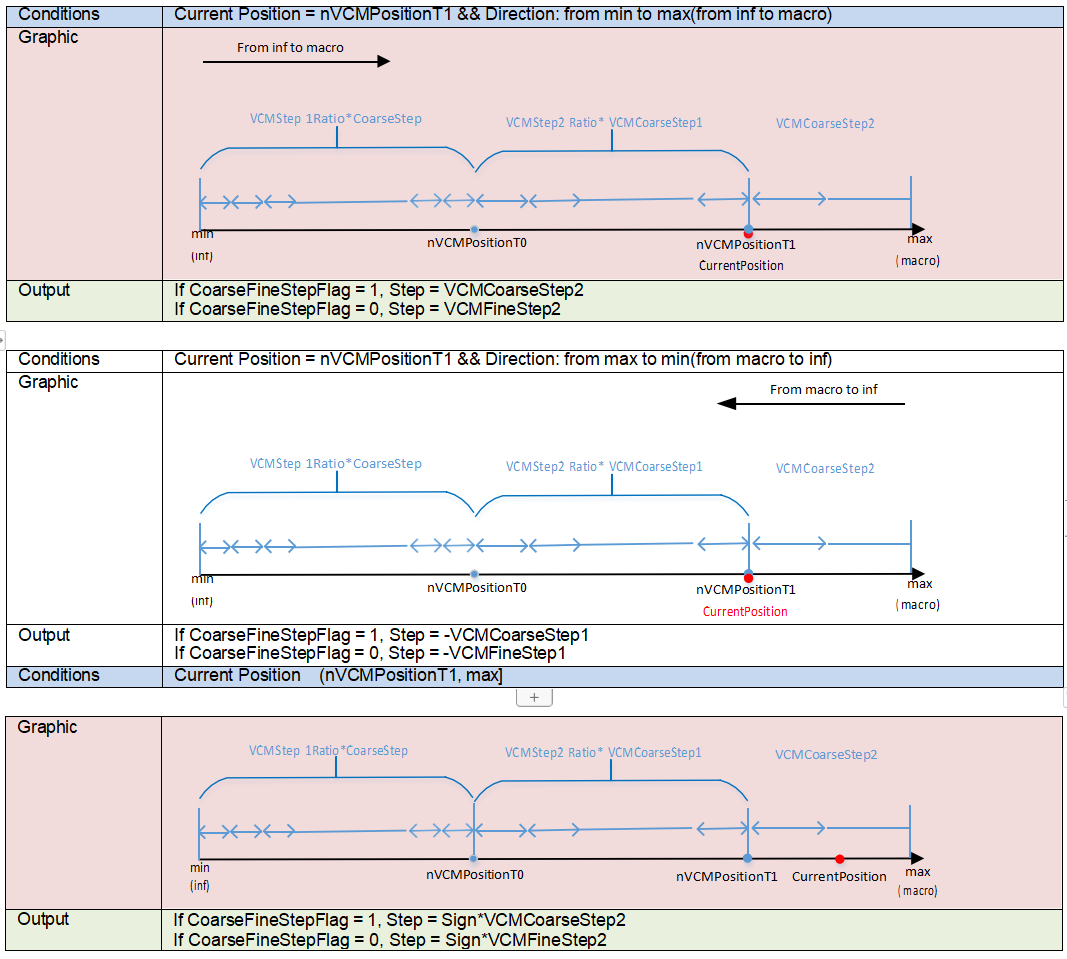 Conditions Current Position = nVCMPositionT1 && Direction: from min to max(from inf to macro)
Graphic
From inf to macro
VCMStep 1Ratio*CoarseStep VCMStep2 Ratio* VCMCoarseStep1 VCMCoarseStep2
min nVCMPositionT0 nVCMPositionT1 max
(inf) CurrentPosition (macro)
Output If CoarseFineStepFlag = 1, Step = VCMCoarseStep2
If CoarseFineStepFlag = 0, Step = VCMFineStep2
Conditions Current Position = nVCMPositionT1 && Direction: from max to min(from macro to inf)
Graphic
From macro to inf
VCMStep 1Ratio*CoarseStep VCMStep2 Ratio* VCMCoarseStep1 VCMCoarseStep2
min nVCMPositionT0 nVCMPositionT1 max
(inf) CurrentPosition (macro)
Output If CoarseFineStepFlag = 1, Step = -VCMCoarseStep1
If CoarseFineStepFlag = 0, Step = -VCMFineStep1
Conditions Current Position (nVCMPositionT1, max]
+
Graphic
VCMStep 1Ratio*CoarseStep VCMStep2 Ratio* VCMCoarseStep1 VCMCoarseStep2
min nVCMPositionT0 nVCMPositionT1 CurrentPosition max
(inf) (macro)
Output If CoarseFineStepFlag = 1, Step = Sign*VCMCoarseStep2
If CoarseFineStepFlag = 0, Step = Sign*VCMFineStep2